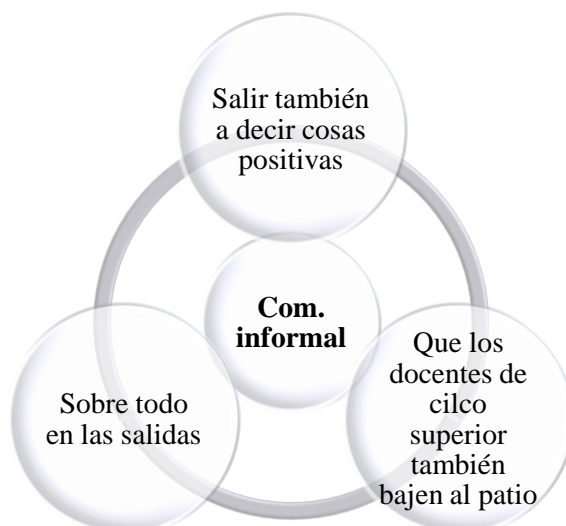 Salir también
a decir cosas
positivas
Com.
informal
Que los
docentes de
cilco
superior
también
bajen al patio
Sobre todo
en las salidas